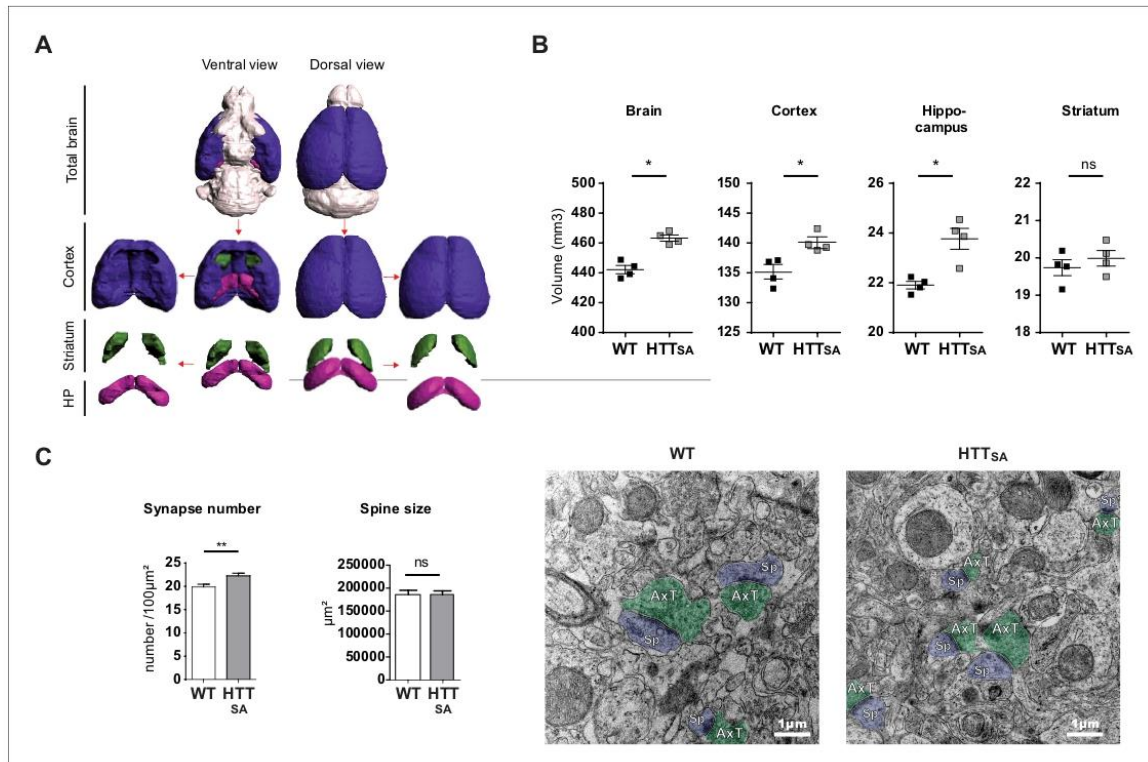 A
Ventral view
Dorsal view
Total brain
Cortex
Striatum
HP
B
Brain
Cortex
Hippo-
campus
Striatum
*
*
*
ns
Volume (mm3)
500
480
460
440
420
400
WT HTTSA
150
145
140
135
130
125
WT HTTSA
26
24
22
20
WT HTTSA
22
21
20
19
18
WT HTTSA
C
Synapse number
**
number /100µm²
25
20
15
10
5
0
WT HTT
SA
Spine size
ns
µm²
250000
200000
150000
100000
50000
0
WT HTT
SA
WT
Sp
AxT
AxT
Sp
Sp
AxT
1µm
HTTSA
Sp
AxT
AxT
Sp
AxT
AxT
Sp
Sp
AxT
Sp
1µm